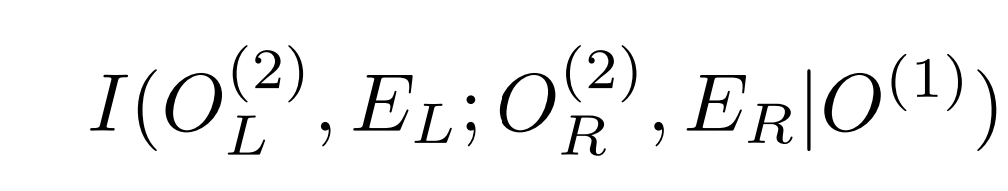 I(O_L^{(2)}, E_L; O_R^{(2)}, E_R | O^{(1)})